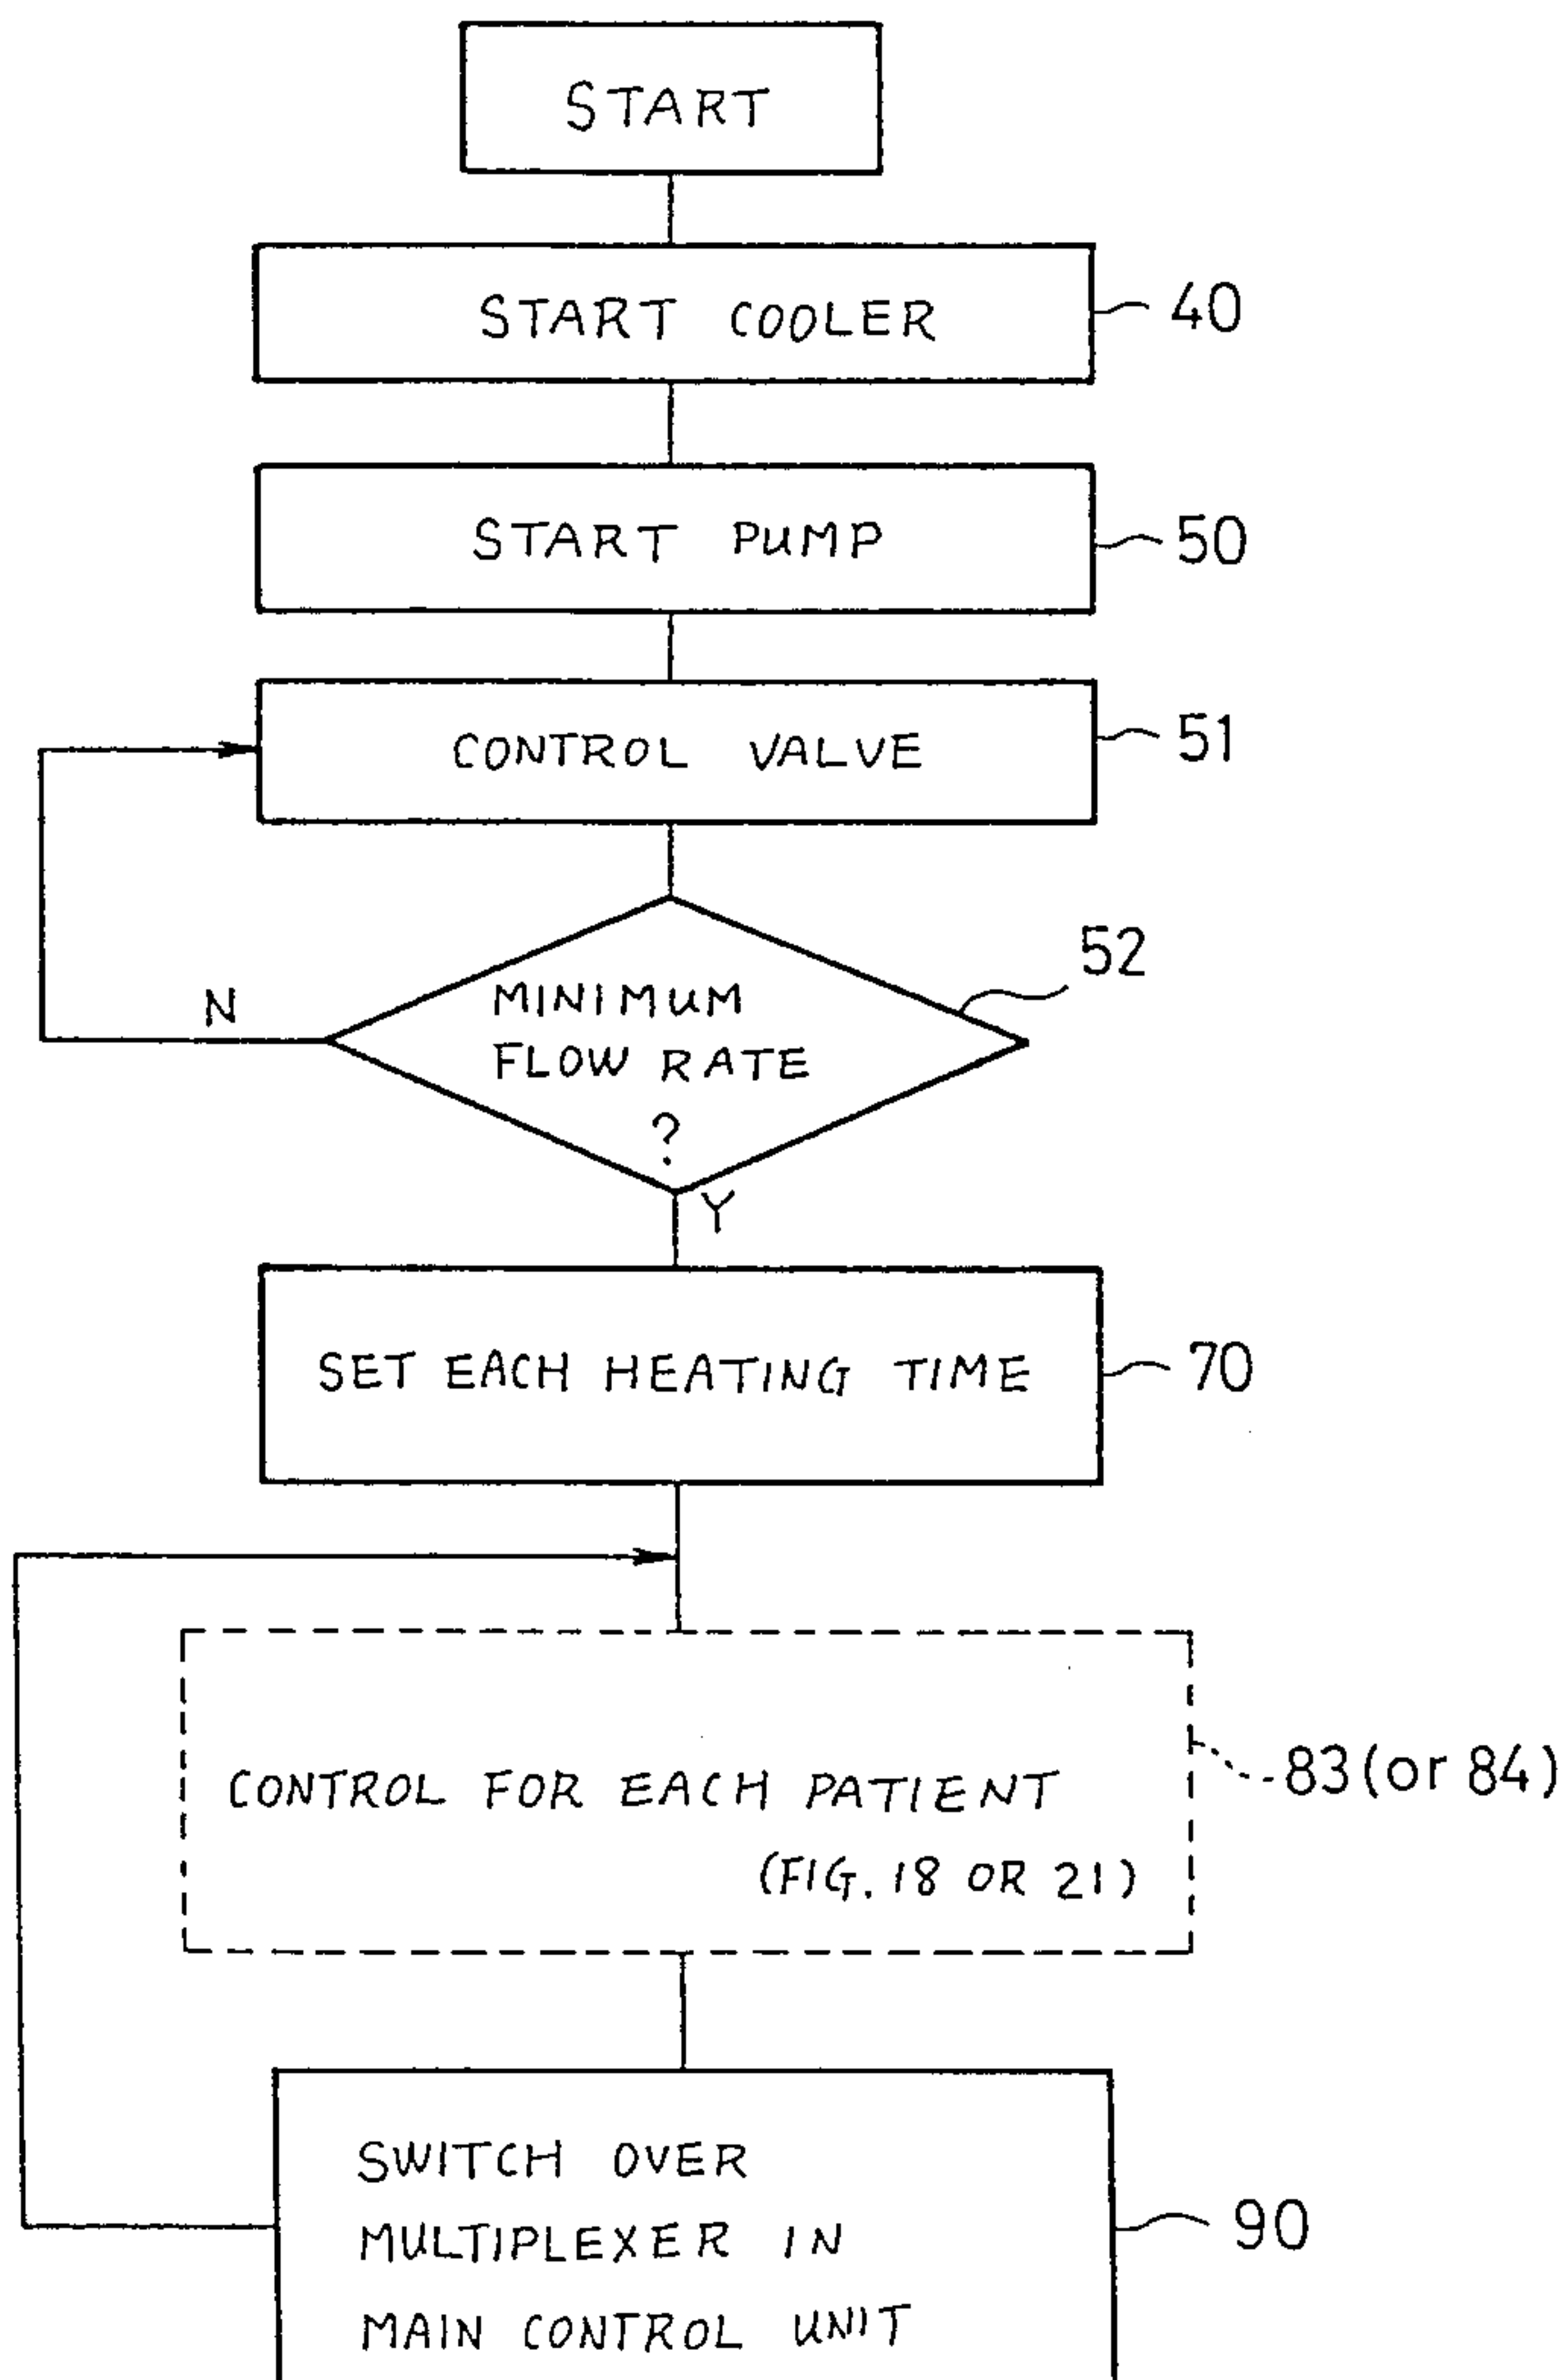 START
START COOLER
40
START PUMP
50
CONTROL VALVE
51
52
N
MINIMUM
FLOW RATE
?
Y
SET EACH HEATING TIME
70
CONTROL FOR EACH PATIENT
(FIG. 18 OR 21)
83 (or 84)
SWITCH OVER
MULTIPLEXER IN
MAIN CONTROL UNIT
90